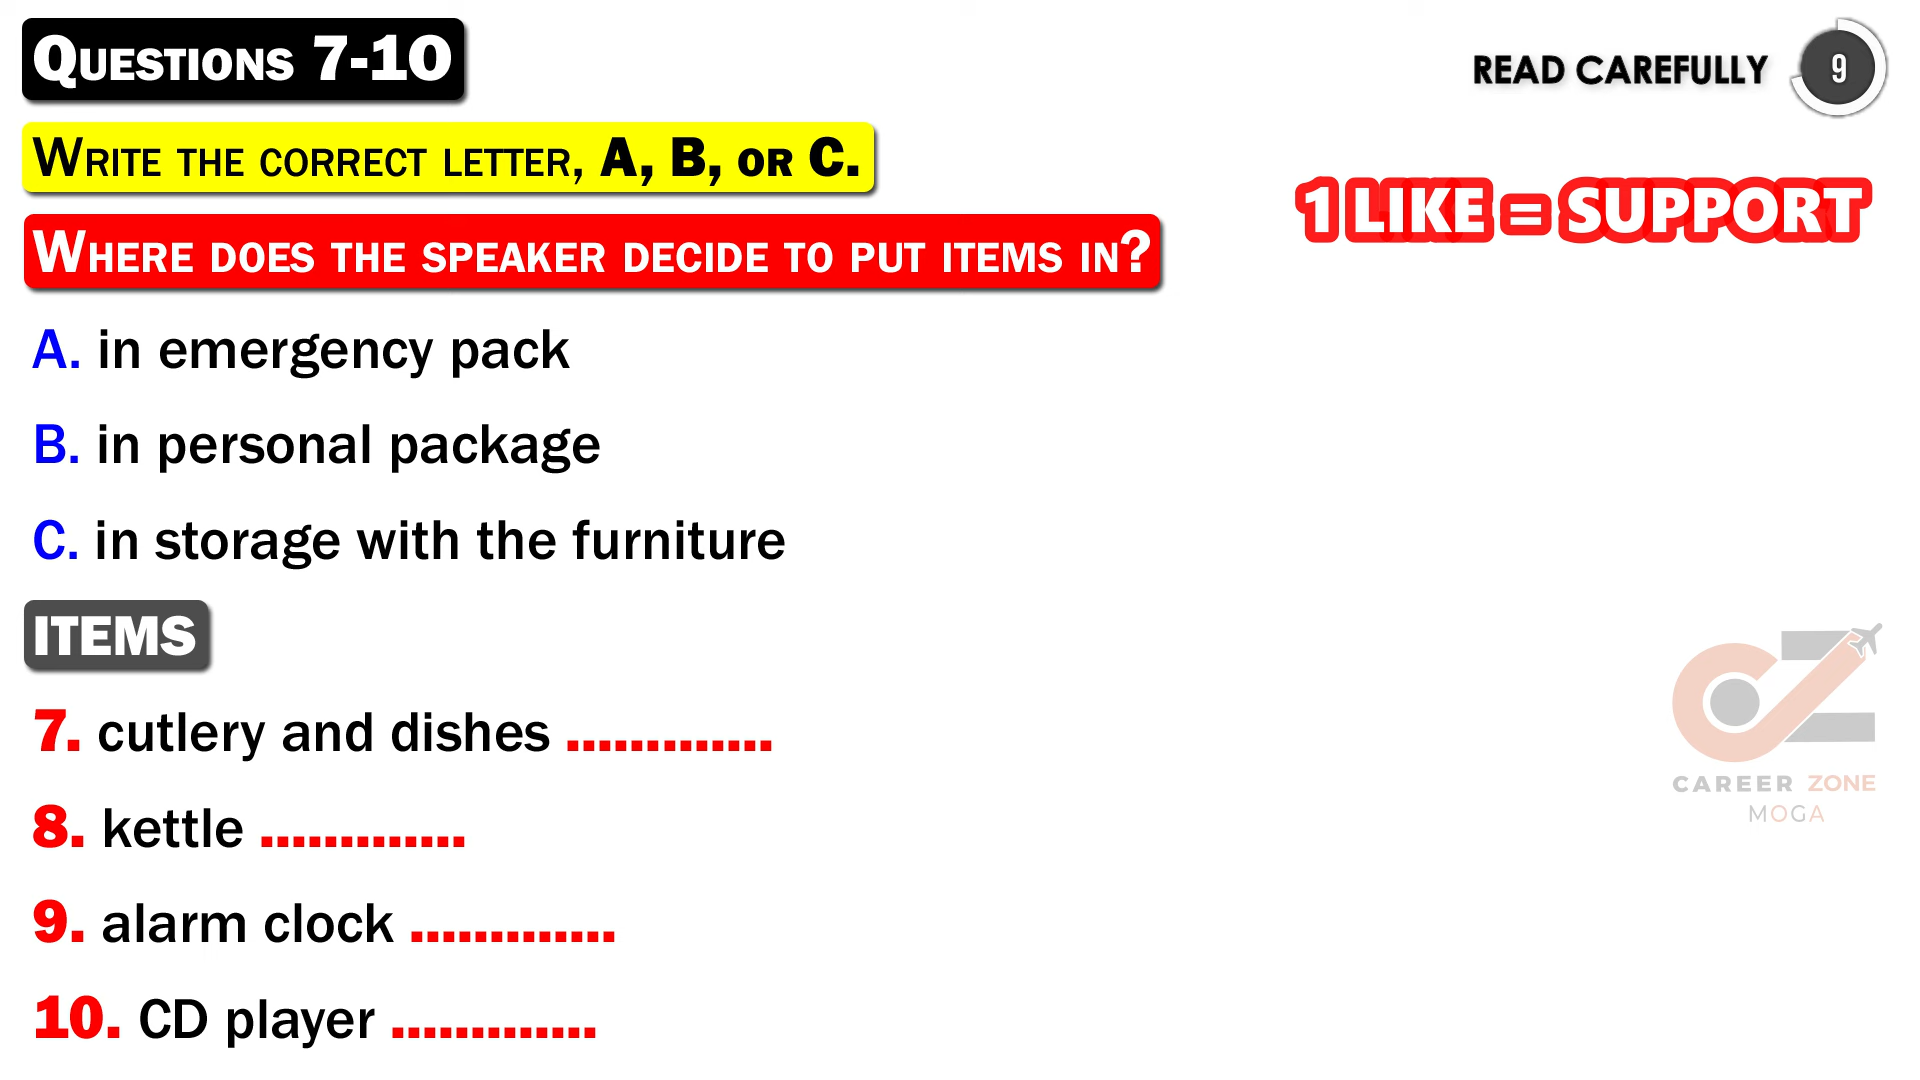 QUESTIONS 7-10
READ CAREFULLY 9
WRITE THE CORRECT LETTER, A, B, OR C.
1 LIKE = SUPPORT
WHERE DOES THE SPEAKER DECIDE TO PUT ITEMS IN?
A. in emergency pack
B. in personal package
C. in storage with the furniture
ITEMS
7. cutlery and dishes .............
8. kettle .............
9. alarm clock .............
10. CD player .............
CZ
CAREER ZONE
MOGA